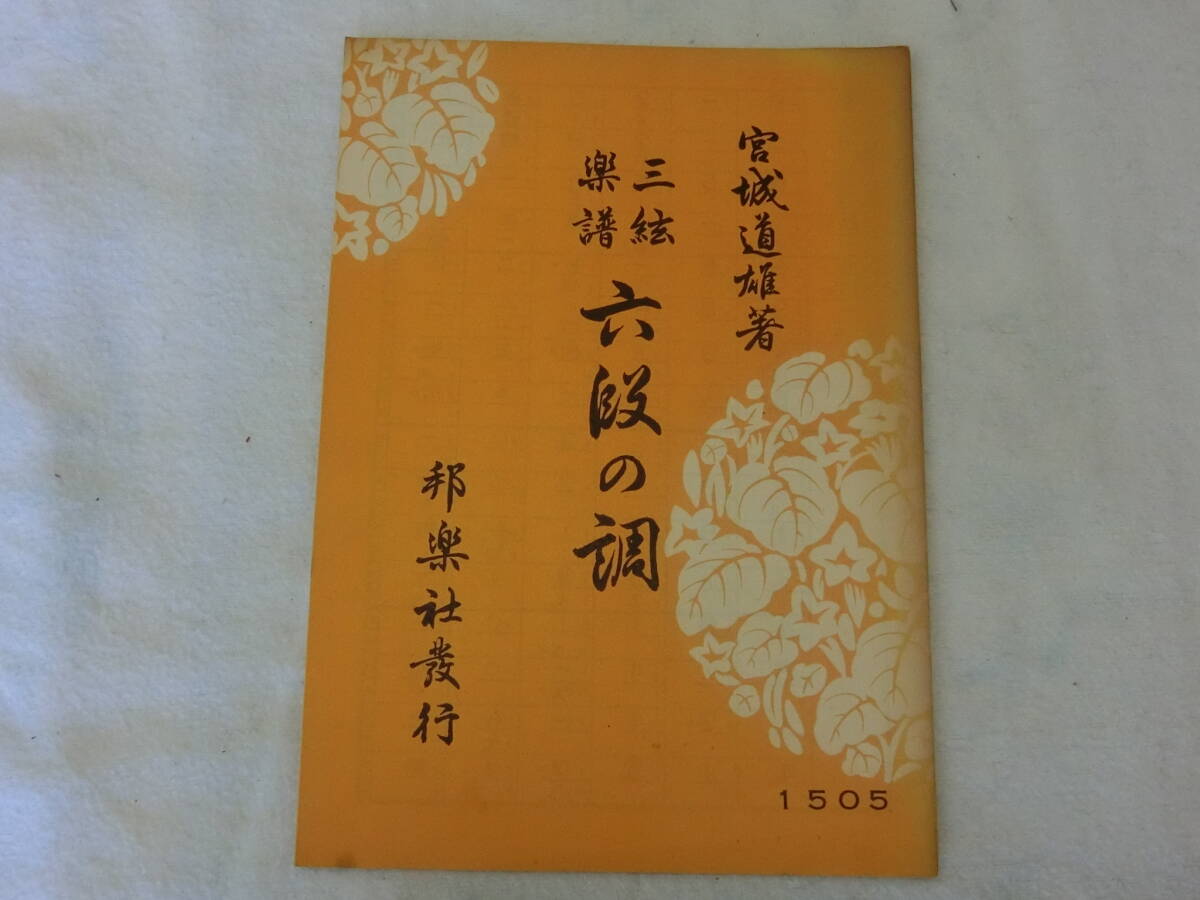 宮城道雄著
三絃
楽譜
六段の調
邦楽社發行
1505